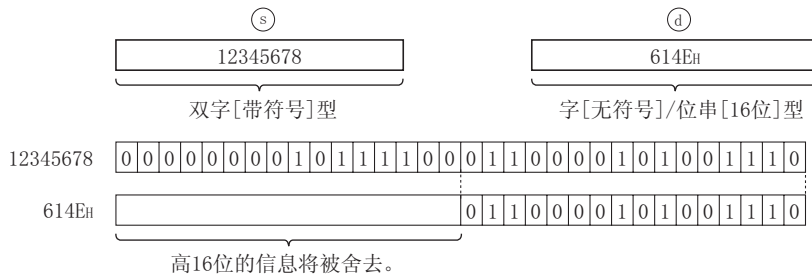 ⓢ ⓓ
12345678 614EH
双字[带符号]型 字[无符号]/位串[16位]型
12345678 0 0 0 0 0 0 0 0 1 0 1 1 1 1 0 0 0 1 1 0 0 0 0 1 0 1 0 0 1 1 1 0
614EH 0 1 1 0 0 0 0 1 0 1 0 0 1 1 1 0
高16位的信息将被舍去。